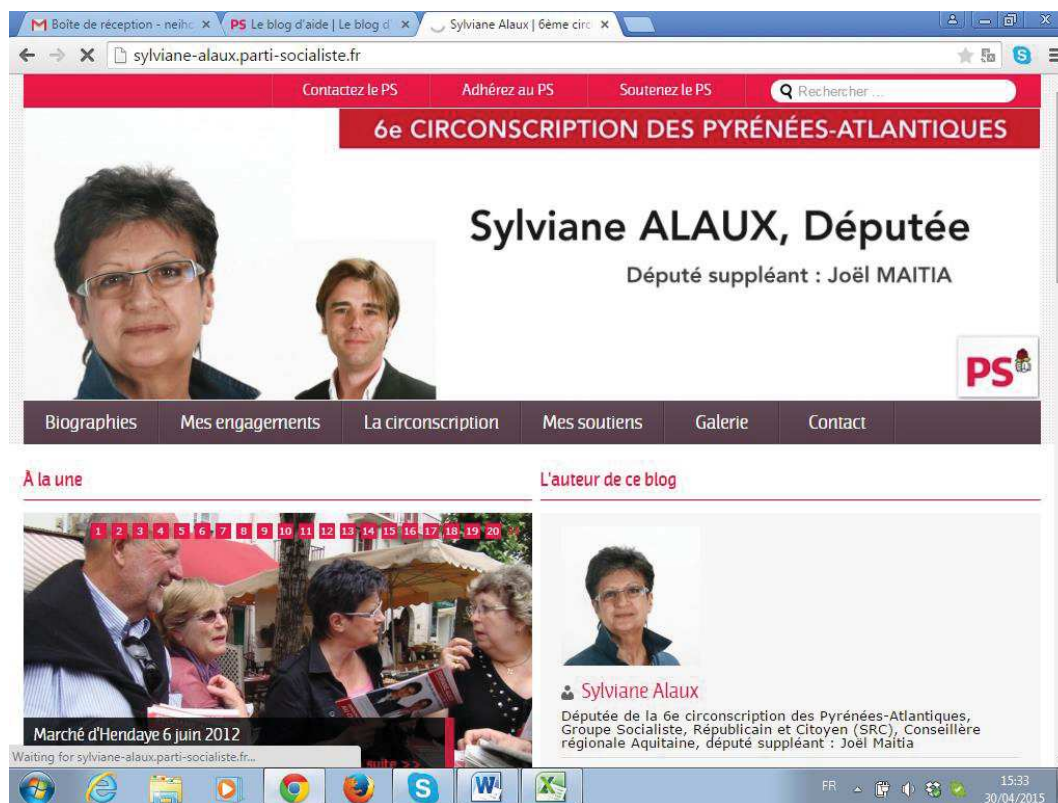 Boîte de réception - neiho
PS Le blog d'aide | Le blog d'
Sylviane Alaux | 6ème circ
sylviane-alaux.parti-socialiste.fr
Contactez le PS
Adhérez au PS
Soutenez le PS
Rechercher ...
6e CIRCONSCRIPTION DES PYRÉNÉES-ATLANTIQUES
Sylviane ALAUX, Députée
Député suppléant : Joël MAITIA
PS
Biographies
Mes engagements
La circonscription
Mes soutiens
Galerie
Contact
À la une
L'auteur de ce blog
1 2 3 4 5 6 7 8 9 10 11 12 13 14 15 16 17 18 19 20
Sylviane Alaux
Députée de la 6e circonscription des Pyrénées-Atlantiques,
Groupe Socialiste, Républicain et Citoyen (SRC), Conseillère
régionale Aquitaine, député suppléant : Joël Maitia
Marché d'Hendaye 6 juin 2012
suite >>
Waiting for sylviane-alaux.parti-socialiste.fr...
FR
15:33
30/04/2015